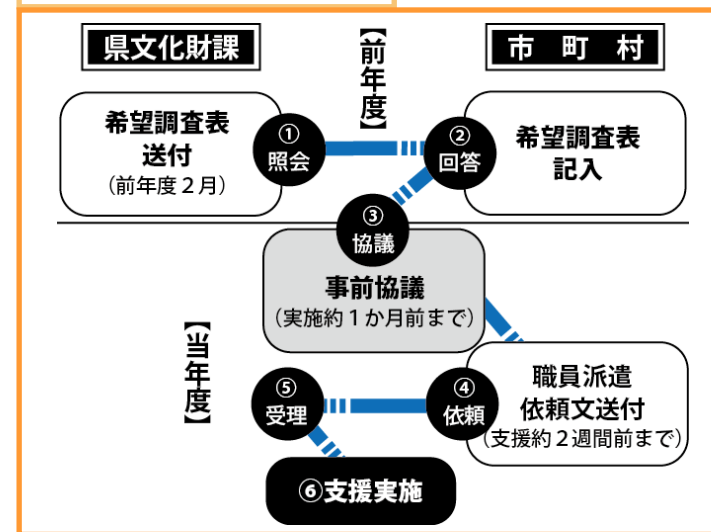 県文化財課
【前年度】
市町村
希望調査表
送付
（前年度２月）
①
照会
②
回答
希望調査表
記入
③
協議
事前協議
（実施約１か月前まで）
【当年度】
⑤
受理
④
依頼
職員派遣
依頼文送付
（支援約２週間前まで）
⑥支援実施